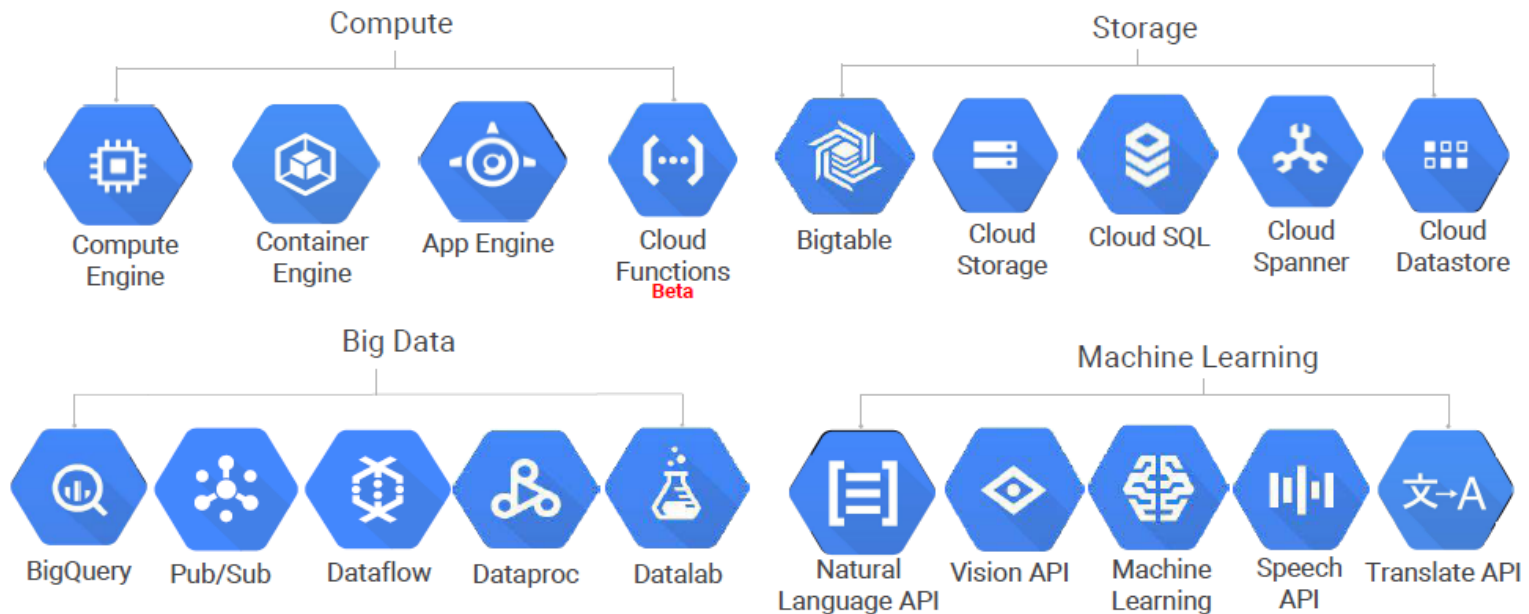 Compute
Compute
Engine
Container
Engine
App Engine
Cloud
Functions
Beta
Storage
Bigtable
Cloud
Storage
Cloud SQL
Cloud
Spanner
Cloud
Datastore
Big Data
BigQuery
Pub/Sub
Dataflow
Dataproc
Datalab
Machine Learning
Natural
Language API
Vision API
Machine
Learning
Speech
API
文→A
Translate API